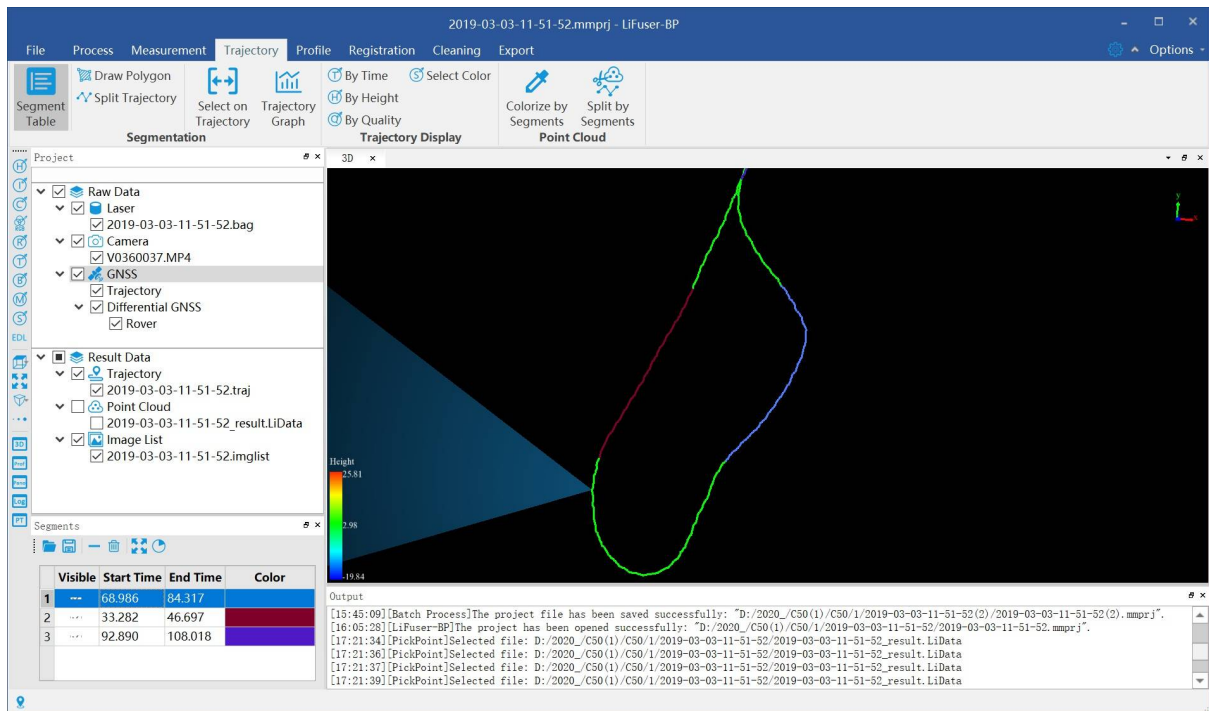 2019-03-03-11-51-52.mmprj - LiFuser-BP
File Process Measurement Trajectory Profile Registration Cleaning Export Options
Segment Table
Draw Polygon
Split Trajectory
Select on Trajectory
Trajectory Graph
Segmentation
By Time
Select Color
By Height
By Quality
Trajectory Display
Colorize by Segments
Split by Segments
Point Cloud
Project
Raw Data
Laser
2019-03-03-11-51-52.bag
Camera
V0360037.MP4
GNSS
Trajectory
Differential GNSS
Rover
Result Data
Trajectory
2019-03-03-11-51-52.traj
Point Cloud
2019-03-03-11-51-52_result.LiData
Image List
2019-03-03-11-51-52.imglist
H
I
C
R
T
B
M
S
EDL
3D
Prof
Log
PT
Segments
Visible Start Time End Time Color
1 68.986 84.317
2 33.282 46.697
3 92.890 108.018
3D
y
x
Height
25.81
2.98
-19.84
Output
[15:45:09][Batch Process]The project file has been saved successfully: "D:/2020_/C50(1)/C50/1/2019-03-03-11-51-52(2)/2019-03-03-11-51-52(2).mmprj".
[16:05:28][LiFuser-BP]The project has been opened successfully: "D:/2020_/C50(1)/C50/1/2019-03-03-11-51-52/2019-03-03-11-51-52.mmprj".
[17:21:34][PickPoint]Selected file: D:/2020_/C50(1)/C50/1/2019-03-03-11-51-52/2019-03-03-11-51-52_result.LiData
[17:21:36][PickPoint]Selected file: D:/2020_/C50(1)/C50/1/2019-03-03-11-51-52/2019-03-03-11-51-52_result.LiData
[17:21:37][PickPoint]Selected file: D:/2020_/C50(1)/C50/1/2019-03-03-11-51-52/2019-03-03-11-51-52_result.LiData
[17:21:39][PickPoint]Selected file: D:/2020_/C50(1)/C50/1/2019-03-03-11-51-52/2019-03-03-11-51-52_result.LiData